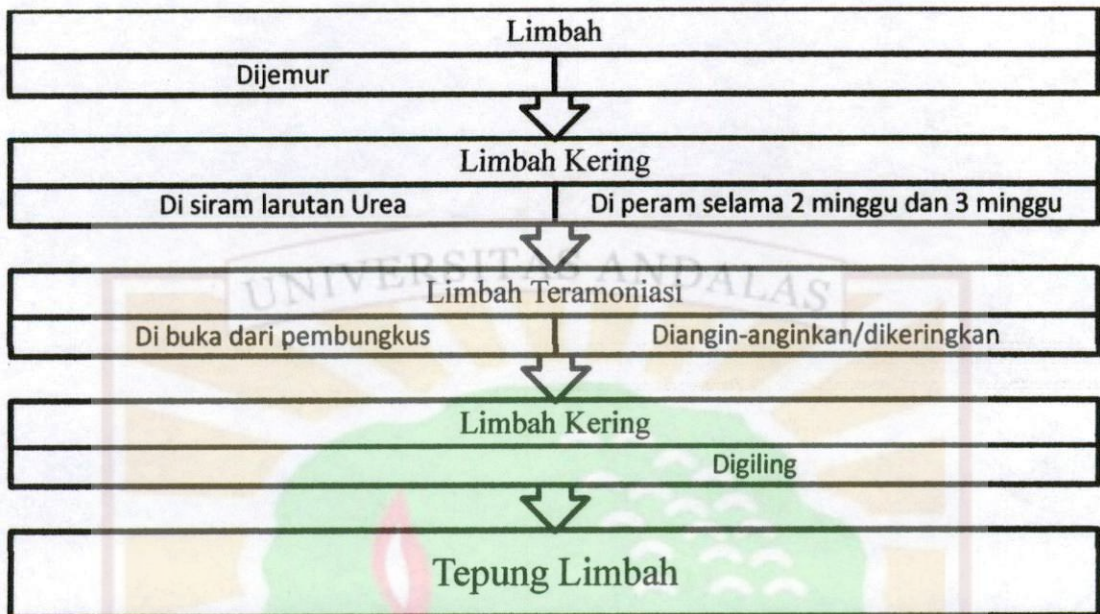 Limbah
Dijemur
Limbah Kering
Di siram larutan Urea Di peram selama 2 minggu dan 3 minggu
UNIVERSITAS ANDALAS
Limbah Teramoniasi
Di buka dari pembungkus Diangin-anginkan/dikeringkan
Limbah Kering
Digiling
Tepung Limbah